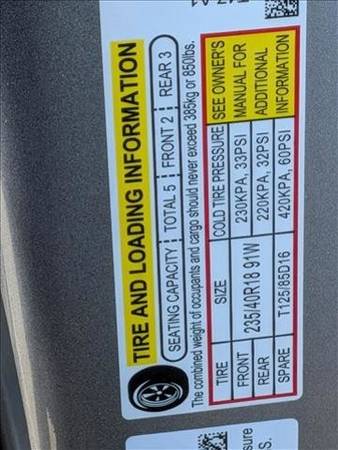 TIRE AND LOADING INFORMATION
SEATING CAPACITY TOTAL 5 FRONT 2 REAR 3
The combined weight of occupants and cargo should never exceed 385kg or 850lbs.
TIRE SIZE COLD TIRE PRESSURE SEE OWNER'S
FRONT 235/40R18 91W 230KPA, 33PSI MANUAL FOR
REAR 220KPA, 32PSI ADDITIONAL
SPARE T125/85D16 420KPA, 60PSI INFORMATION